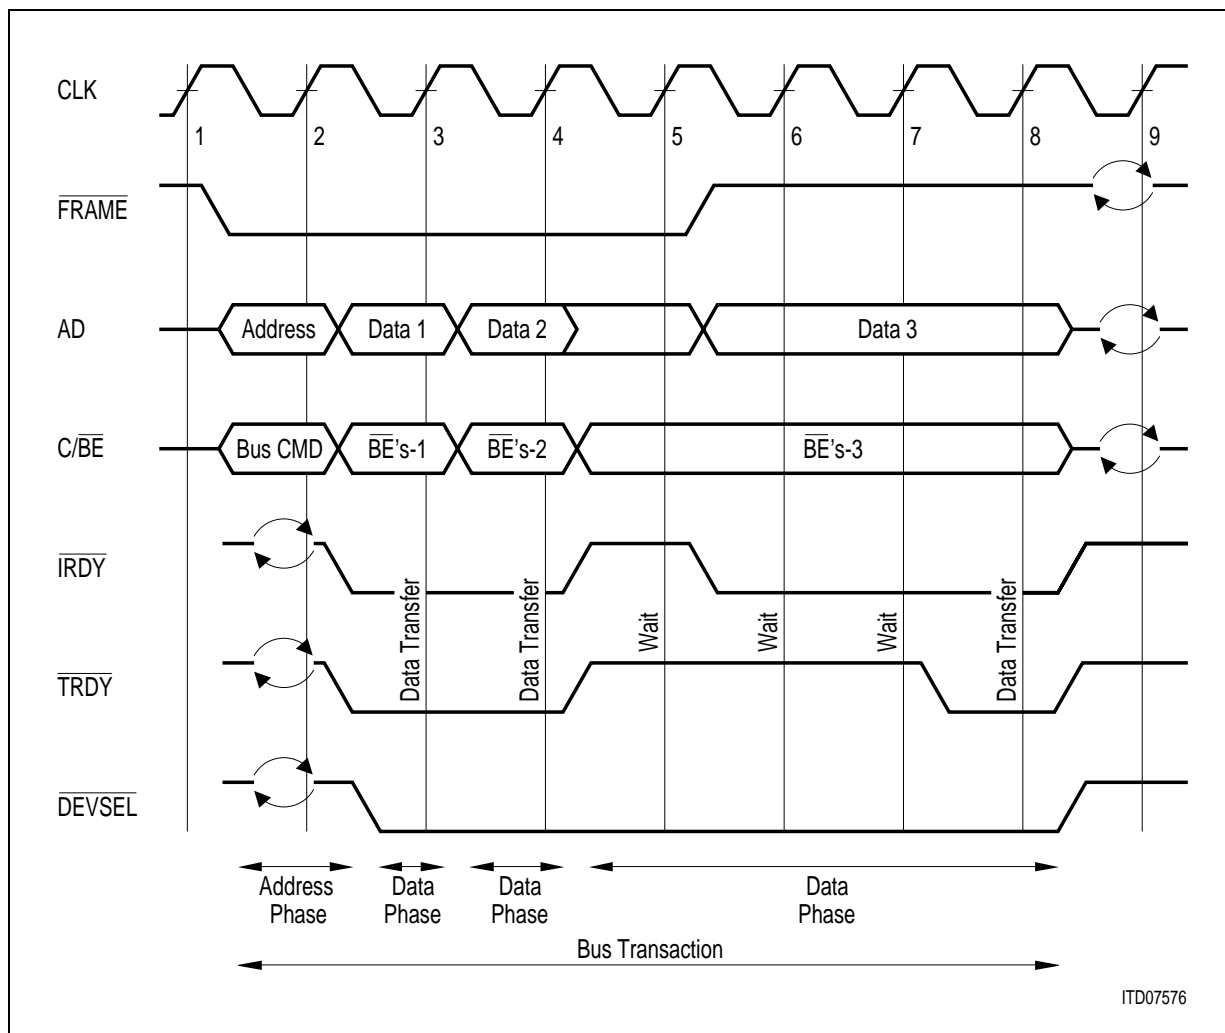 CLK
1 2 3 4 5 6 7 8 9
FRAME
AD Address Data 1 Data 2 Data 3
C/BE Bus CMD BE's-1 BE's-2 BE's-3
IRDY
Data Transfer
Data Transfer
Wait
Wait
Wait
Data Transfer
TRDY
DEVSEL
Address Phase
Data Phase
Data Phase
Data Phase
Bus Transaction
ITD07576